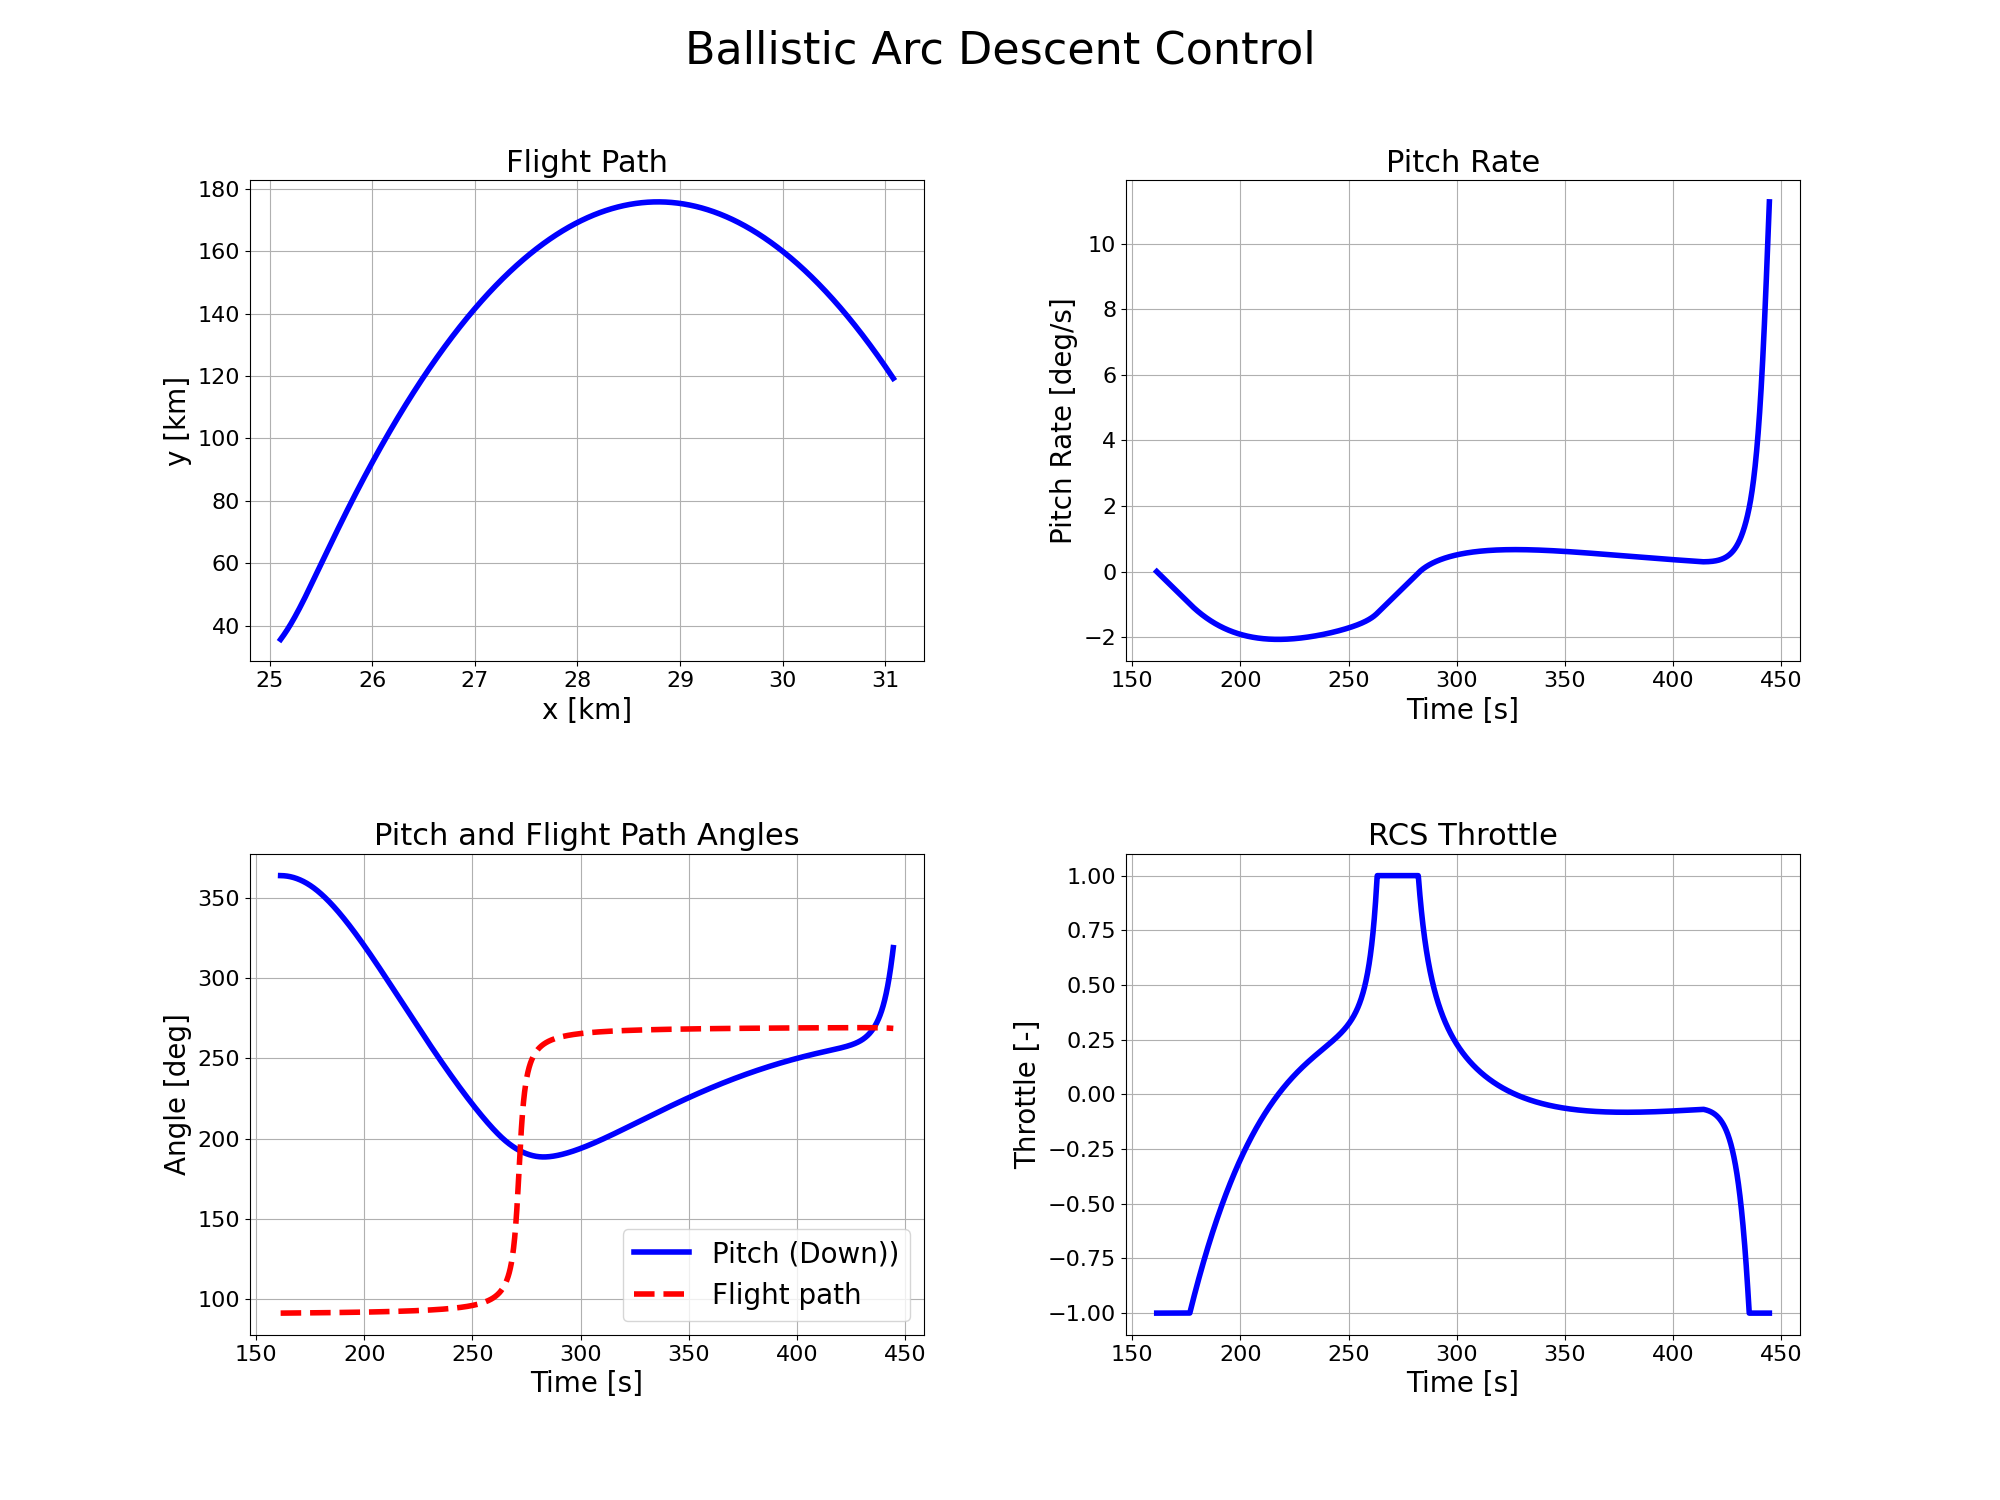 Ballistic Arc Descent Control
Flight Path
180
160
140
120
100
80
60
40
y [km]
25 26 27 28 29 30 31
x [km]
Pitch Rate
10
8
6
4
2
0
−2
Pitch Rate [deg/s]
150 200 250 300 350 400 450
Time [s]
Pitch and Flight Path Angles
350
300
250
200
150
100
Angle [deg]
Pitch (Down))
Flight path
150 200 250 300 350 400 450
Time [s]
RCS Throttle
1.00
0.75
0.50
0.25
0.00
−0.25
−0.50
−0.75
−1.00
Throttle [-]
150 200 250 300 350 400 450
Time [s]